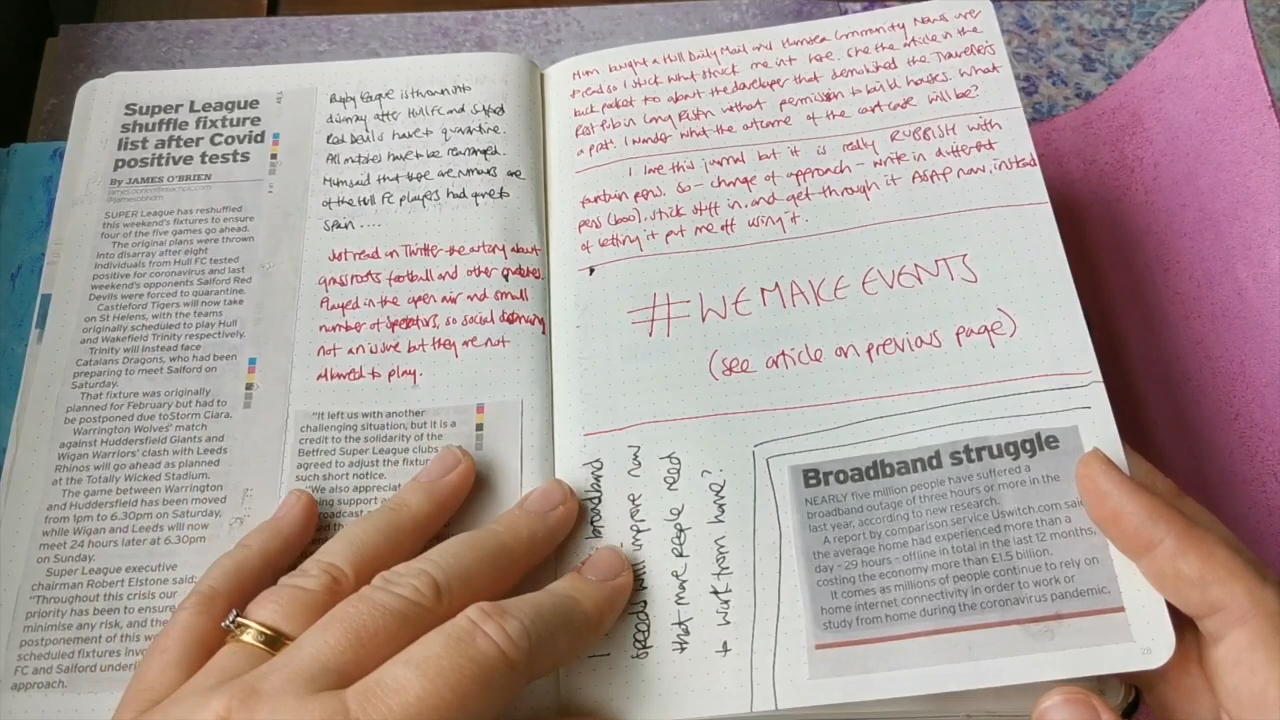 Super League
shuffle fixture
list after Covid
positive tests
By JAMES O'BRIEN
@jamesobhdm
SUPER League has reshuffled
this weekend's fixtures to ensure
four of the five games go ahead.
The original plans were thrown
into disarray after eight
individuals from Hull FC tested
positive for coronavirus and last
weekend's opponents Salford Red
Devils were forced to quarantine.
Castleford Tigers will now take
on St Helens, with the teams
originally scheduled to play Hull
and Wakefield Trinity respectively.
Trinity will instead face
Catalans Dragons, who had been
preparing to meet Salford on
Saturday.
That fixture was originally
planned for February but had to
be postponed due toStorm Ciara.
Warrington Wolves' match
against Huddersfield Giants and
Wigan Warriors' clash with Leeds
Rhinos will go ahead as planned
at the Totally Wicked Stadium.
The game between Warrington
and Huddersfield has been moved
from 1pm to 6.30pm on Saturday,
while Wigan and Leeds will now
meet 24 hours later at 6.30pm
on Sunday.
Super League executive
chairman Robert Elstone said:
"Throughout this crisis our
priority has been to ensure
minimise any risk, and the
postponement of this w
scheduled fixtures invo
FC and Salford underli
approach.
Rugby League is thrown into
disarray after Hull FC and Salford
Red Devils have to quarantine.
All matches have to be rearranged.
Mum said that there are rumours
of the Hull FC players had gone to
Spain ....
Just read on Twitter - the artery about
grassroots football and other matches.
Played in the open air and small
number of spectators, so social distancing
not an issue but they are not
allowed to play.
"It left us with another
challenging situation, but it is a
credit to the solidarity of the
Betfred Super League clubs
agreed to adjust the fixtur
such short notice.
"We also appreciat
ing support a
roadcast
Mum bought a Hull Daily Mail and Hornsea Community News over
to read so I stuck what struck me in here. See the article in the
back pocket too about the developer that demolished the Traveller's
Rest Pub in Long Riston without permission to build houses. What
a prat. I wonder what the outcome of the court case will be?
I love this journal but it is really RUBBISH with
fountain pens. So - change of approach - write in different
pens (boo), stick stuff in and get through it ASAP now, instead
of letting it put me off using it.
#WEMAKEEVENTS
(see article on previous page)
I broadband
speeds will improve now
that more people need
to work from home?
Broadband struggle
NEARLY five million people have suffered a
broadband outage of three hours or more in the
last year, according to new research.
A report by comparison service Uswitch.com said
the average home had experienced more than a
day - 29 hours - offline in total in the last 12 months,
costing the economy more than £1.5 billion.
It comes as millions of people continue to rely on
home internet connectivity in order to work or
study from home during the coronavirus pandemic.
28